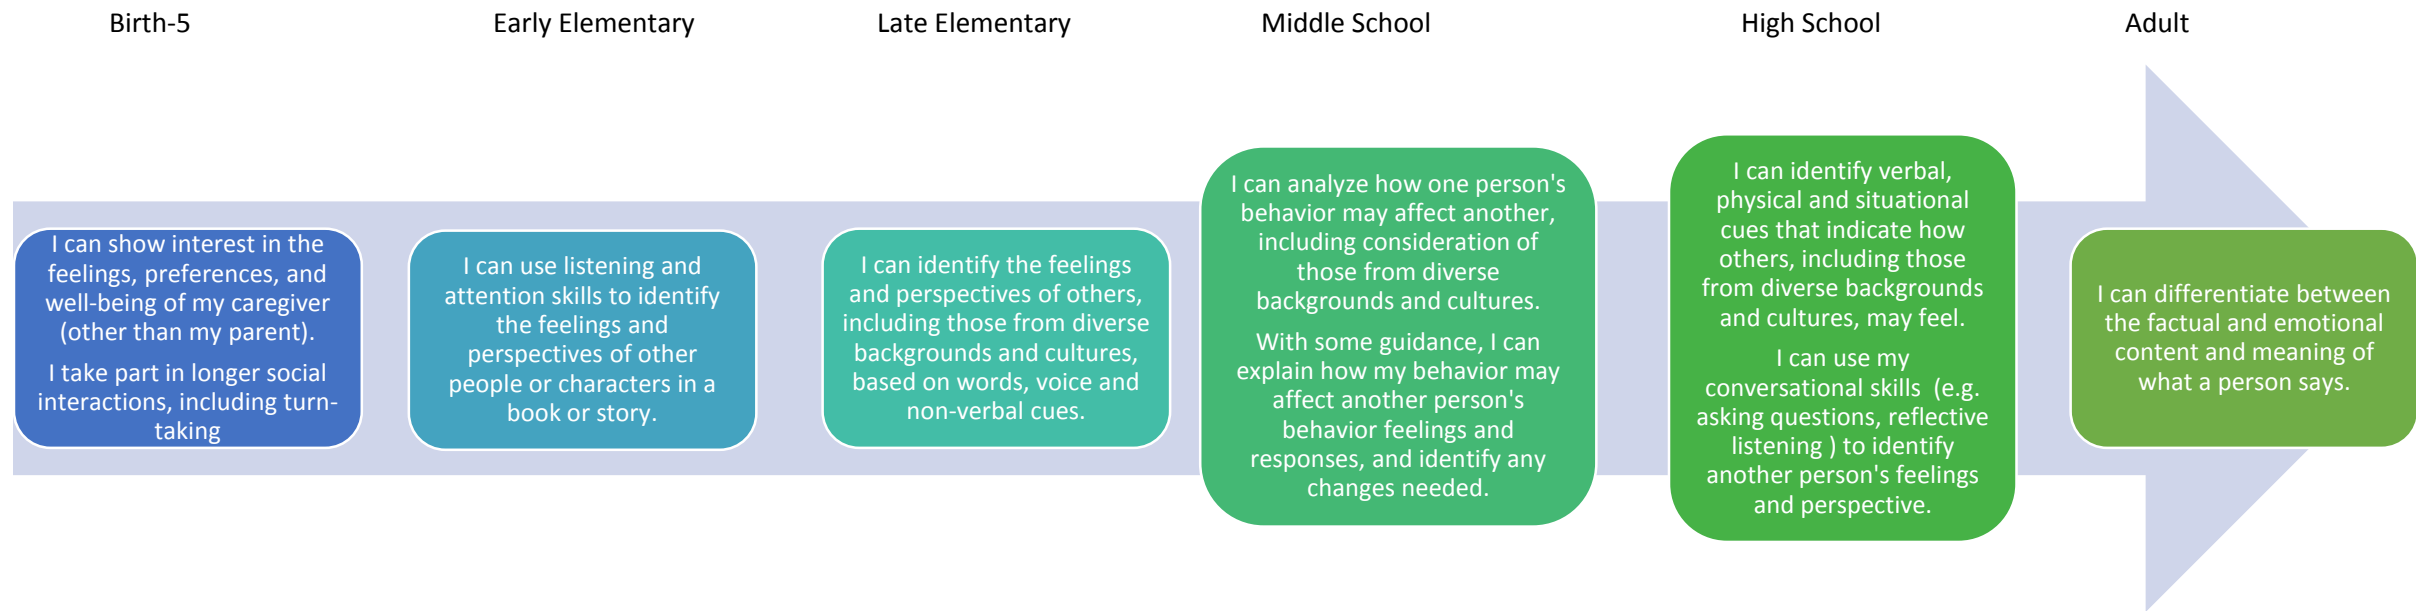 Birth-5
Early Elementary
Late Elementary
Middle School
High School
Adult
I can show interest in the
feelings, preferences, and
well-being of my caregiver
(other than my parent).
I take part in longer social
interactions, including turn-
taking
I can use listening and
attention skills to identify
the feelings and
perspectives of other
people or characters in a
book or story.
I can identify the feelings
and perspectives of others,
including those from diverse
backgrounds and cultures,
based on words, voice and
non-verbal cues.
I can analyze how one person's
behavior may affect another,
including consideration of
those from diverse
backgrounds and cultures.
With some guidance, I can
explain how my behavior may
affect another person's
behavior feelings and
responses, and identify any
changes needed.
I can identify verbal,
physical and situational
cues that indicate how
others, including those
from diverse backgrounds
and cultures, may feel.
I can use my
conversational skills  (e.g.
asking questions, reflective
listening ) to identify
another person's feelings
and perspective.
I can differentiate between
the factual and emotional
content and meaning of
what a person says.